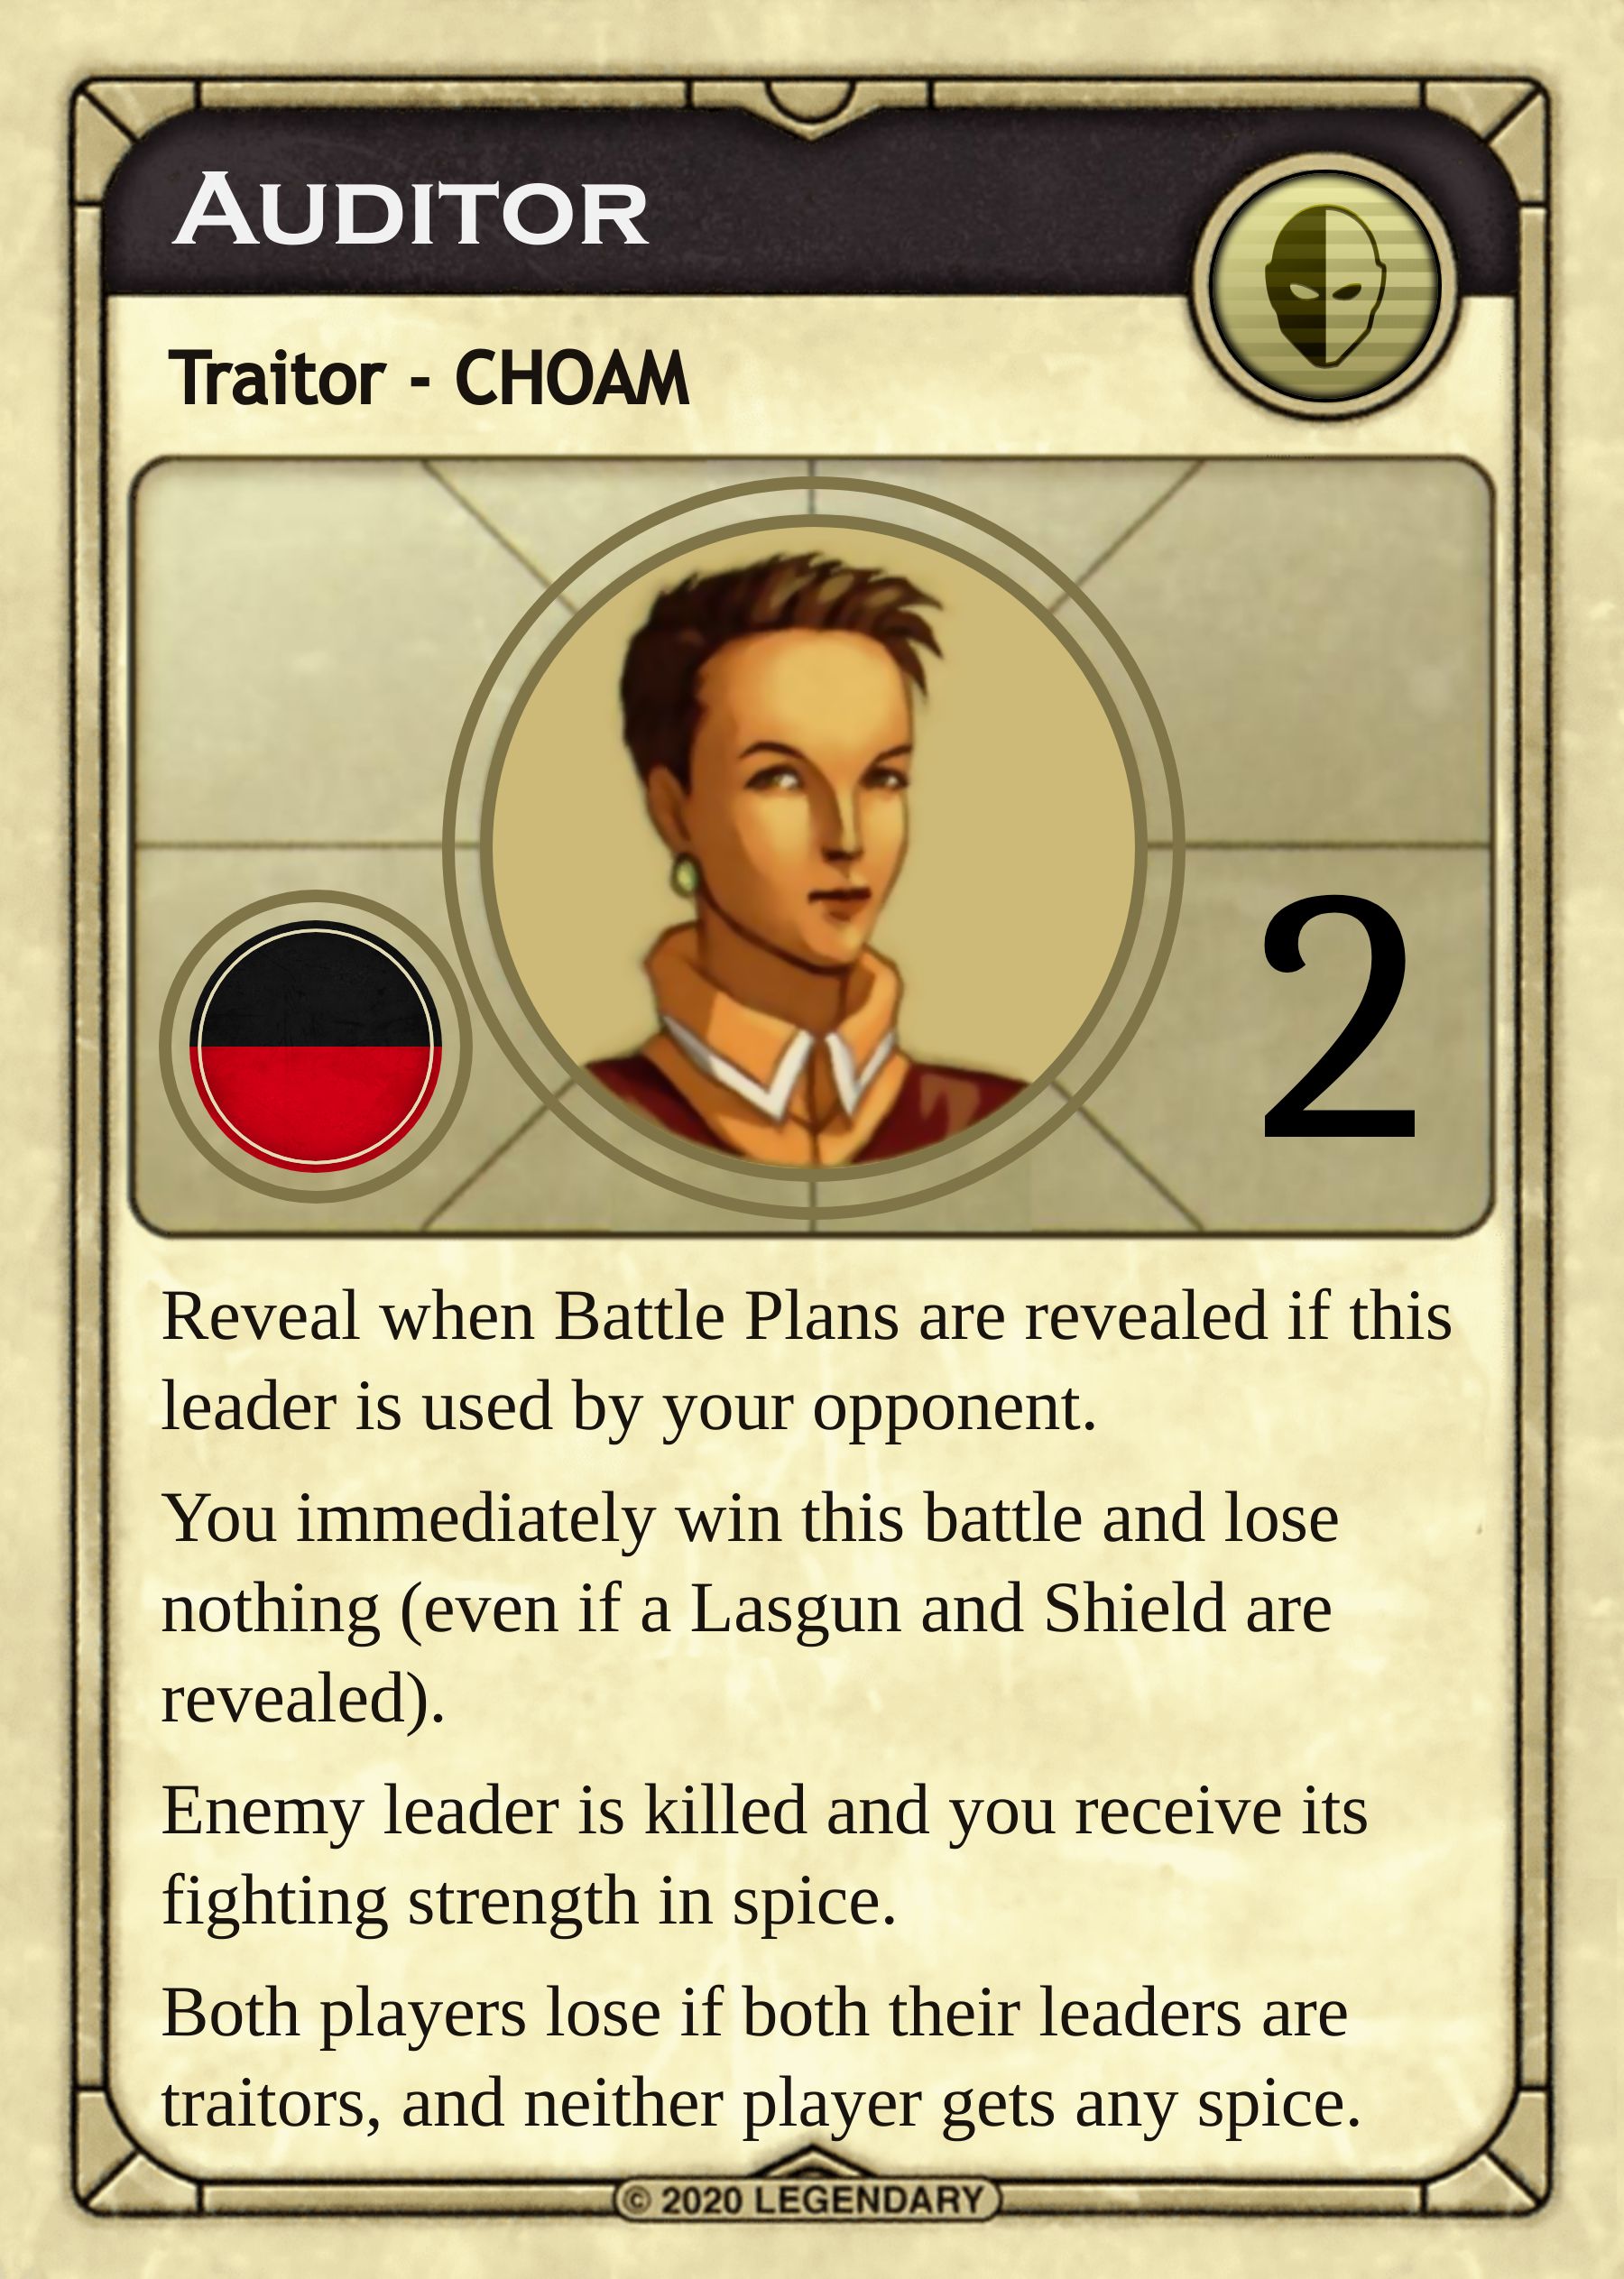 AUDITOR
Traitor - CHOAM
2
Reveal when Battle Plans are revealed if this
leader is used by your opponent.
You immediately win this battle and lose
nothing (even if a Lasgun and Shield are
revealed).
Enemy leader is killed and you receive its
fighting strength in spice.
Both players lose if both their leaders are
traitors, and neither player gets any spice.
© 2020 LEGENDARY